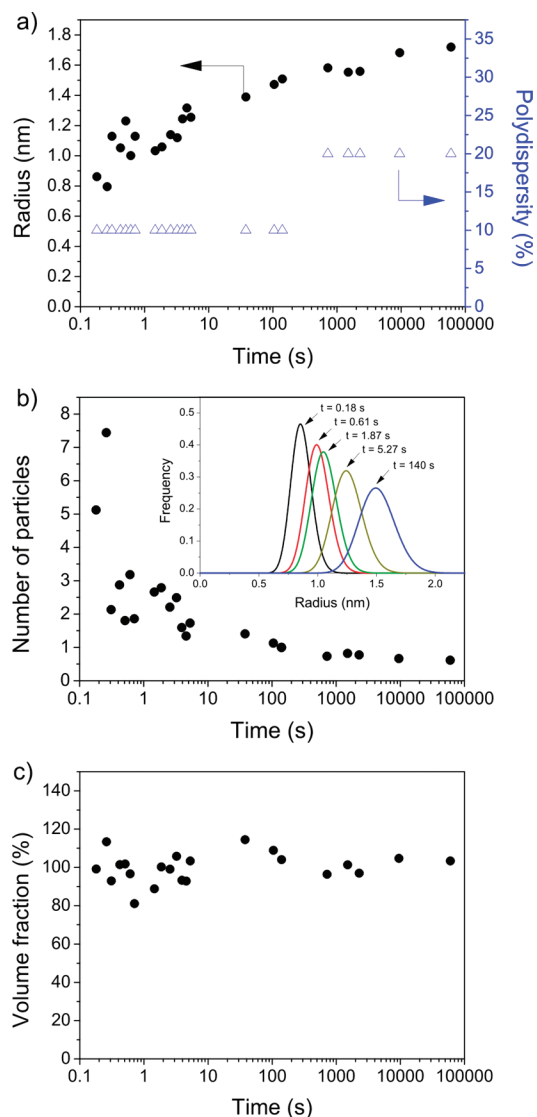 a)
1.8
1.6
1.4
1.2
1.0
0.8
0.6
0.4
0.2
0.0
Radius (nm)
35
30
25
20
15
10
5
0
Polydispersity (%)
0.1 1 10 100 1000 10000 100000
Time (s)
b)
8
7
6
5
4
3
2
1
0
Number of particles
0.5
0.4
0.3
0.2
0.1
0.0
Frequency
t = 0.18 s
t = 0.61 s
t = 1.87 s
t = 5.27 s
t = 140 s
0.0 0.5 1.0 1.5 2.0
Radius (nm)
0.1 1 10 100 1000 10000 100000
Time (s)
c)
140
120
100
80
60
40
20
0
Volume fraction (%)
0.1 1 10 100 1000 10000 100000
Time (s)